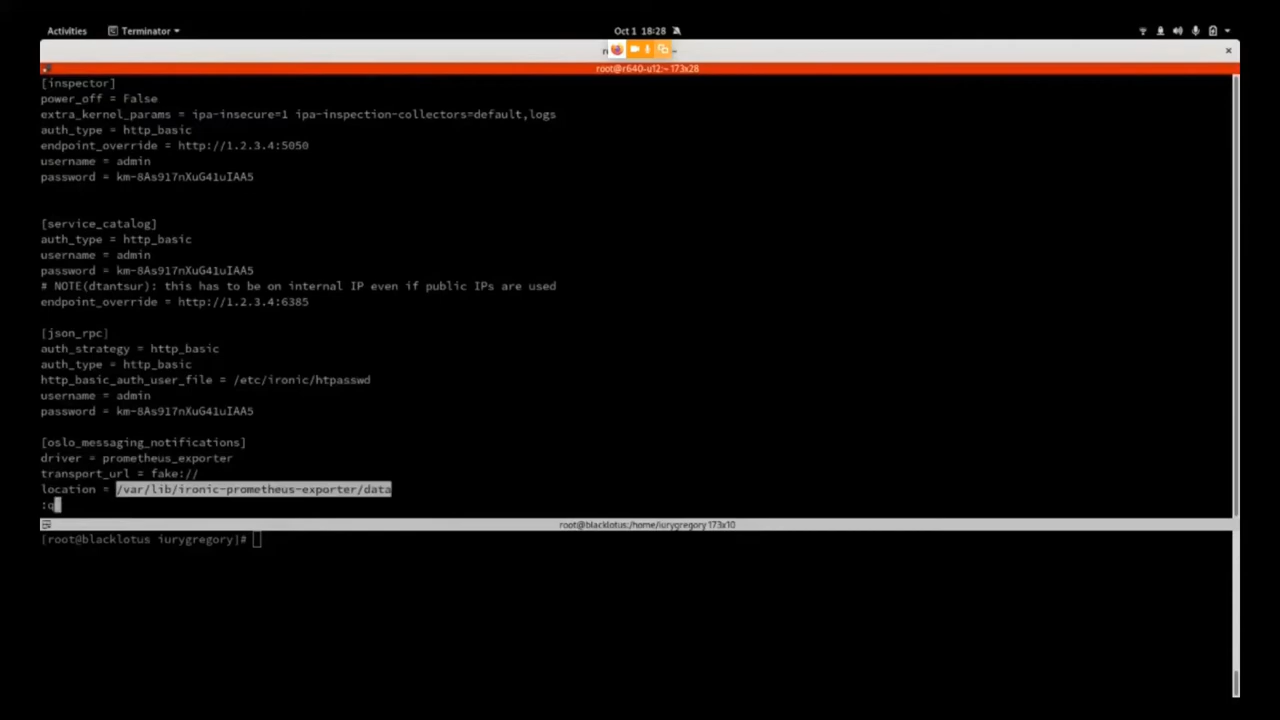 Activities
Terminator
Oct 1 18:28
root@r640-u12:~ 173x28
[inspector]
power_off = False
extra_kernel_params = ipa-insecure=1 ipa-inspection-collectors=default,logs
auth_type = http_basic
endpoint_override = http://1.2.3.4:5050
username = admin
password = km-8As917nXuG41uIAA5
[service_catalog]
auth_type = http_basic
username = admin
password = km-8As917nXuG41uIAA5
# NOTE(dtantsur): this has to be on internal IP even if public IPs are used
endpoint_override = http://1.2.3.4:6385
[json_rpc]
auth_strategy = http_basic
auth_type = http_basic
http_basic_auth_user_file = /etc/ironic/htpasswd
username = admin
password = km-8As917nXuG41uIAA5
[oslo_messaging_notifications]
driver = prometheus_exporter
transport_url = fake://
location = /var/lib/ironic-prometheus-exporter/data
:q
root@blacklotus:/home/iurygregory 173x10
[root@blacklotus iurygregory]#